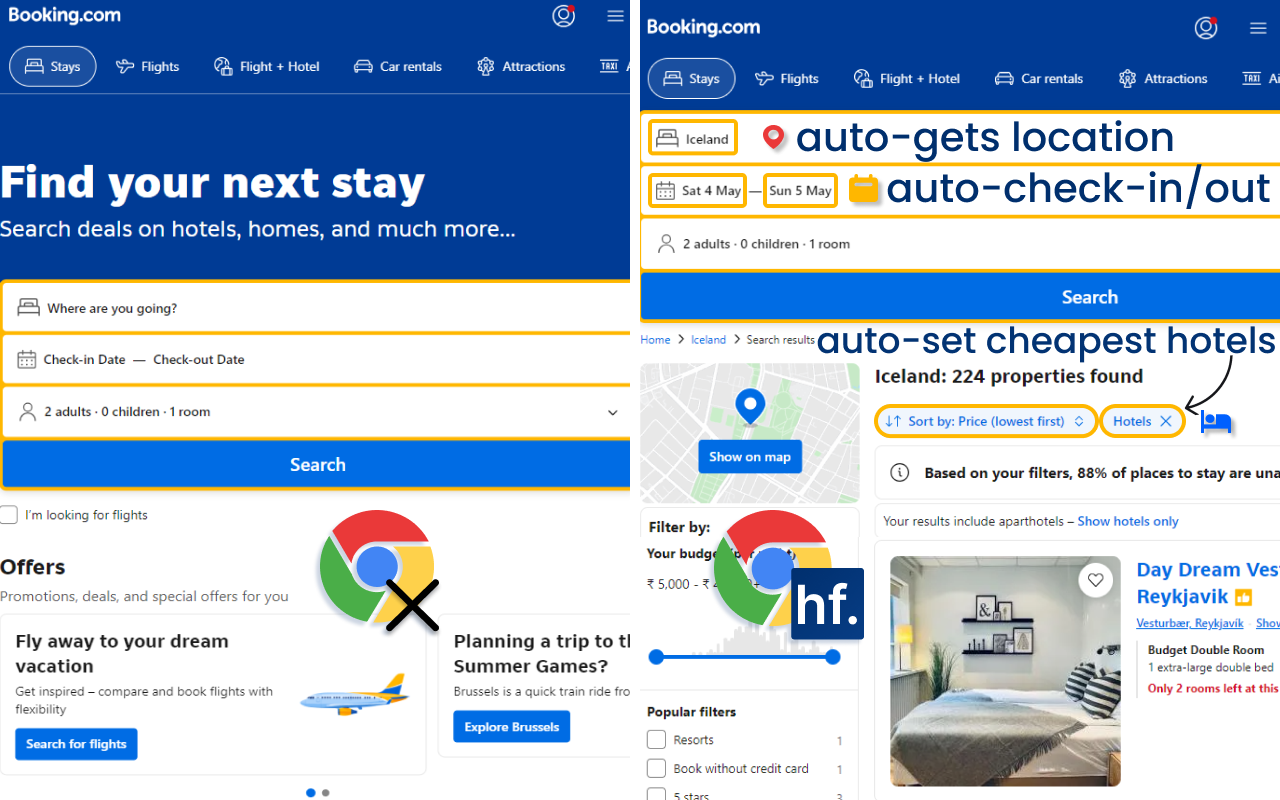 Booking.com
Stays
Flights
Flight + Hotel
Car rentals
Attractions
TAXI
Find your next stay
Search deals on hotels, homes, and much more...
Where are you going?
Check-in Date — Check-out Date
2 adults · 0 children · 1 room
Search
I'm looking for flights
Offers
Promotions, deals, and special offers for you
Fly away to your dream
vacation
Get inspired – compare and book flights with
flexibility
Search for flights
Planning a trip to t
Summer Games?
Brussels is a quick train ride fro
Explore Brussels
Booking.com
Stays
Flights
Flight + Hotel
Car rentals
Attractions
TAXI Ai
Iceland
auto-gets location
Sat 4 May — Sun 5 May
auto-check-in/out
2 adults · 0 children · 1 room
Search
Home > Iceland > Search results
auto-set cheapest hotels
Iceland: 224 properties found
Sort by: Price (lowest first)
Hotels
Show on map
Based on your filters, 88% of places to stay are una
Your results include aparthotels – Show hotels only
Filter by:
Your budge
₹ 5,000 - ₹
hf.
Popular filters
Resorts 1
Book without credit card 1
5 stars 3
&
Day Dream Ves
Reykjavik
Vesturbær, Reykjavík Show
Budget Double Room
1 extra-large double bed
Only 2 rooms left at this